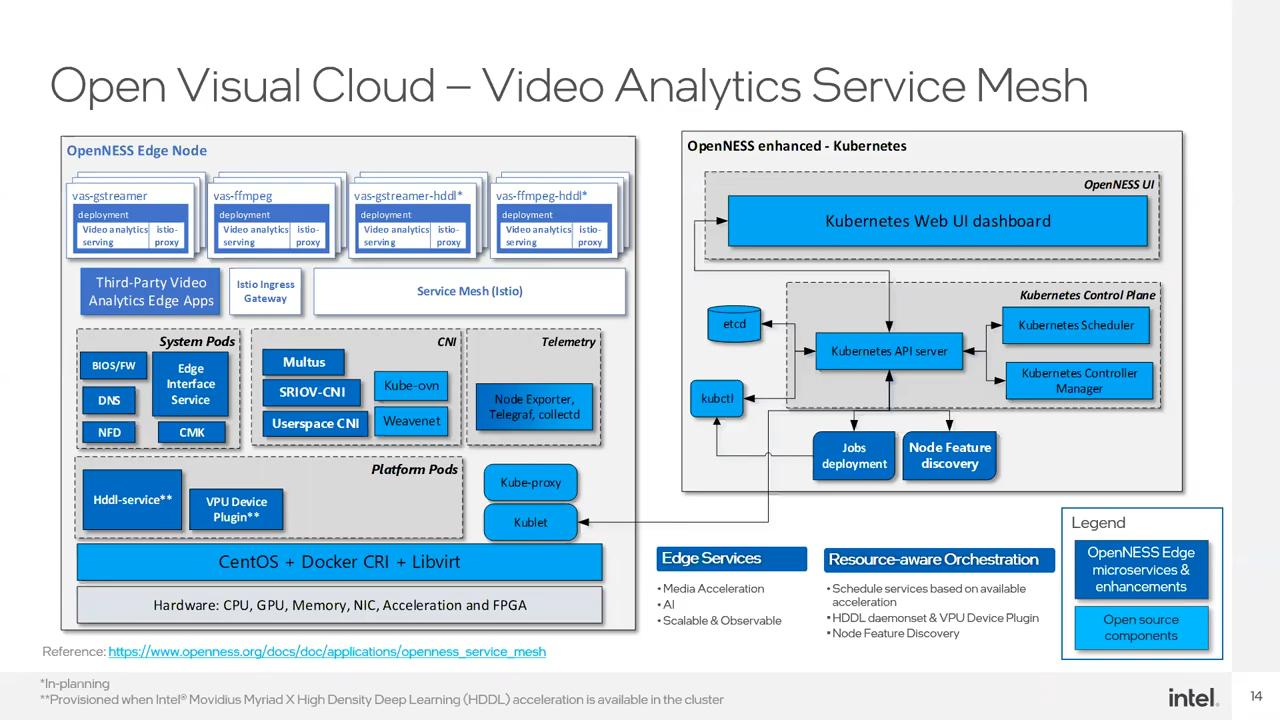 Open Visual Cloud – Video Analytics Service Mesh
OpenNESS Edge Node
vas-gstreamer
deployment
Video analytics
serving
istio-
proxy
vas-ffmpeg
deployment
Video analytics
serving
istio-
proxy
vas-gstreamer-hddl*
deployment
Video analytics
serving
istio-
proxy
vas-ffmpeg-hddl*
deployment
Video analytics
serving
istio-
proxy
Third-Party Video
Analytics Edge Apps
Istio Ingress
Gateway
Service Mesh (Istio)
System Pods
BIOS/FW
DNS
NFD
Edge
Interface
Service
CMK
CNI
Multus
SRIOV-CNI
Userspace CNI
Kube-ovn
Weavenet
Telemetry
Node Exporter,
Telegraf, collectd
Platform Pods
Hddl-service**
VPU Device
Plugin**
Kube-proxy
Kublet
CentOS + Docker CRI + Libvirt
Hardware: CPU, GPU, Memory, NIC, Acceleration and FPGA
OpenNESS enhanced - Kubernetes
OpenNESS UI
Kubernetes Web UI dashboard
Kubernetes Control Plane
etcd
kubctl
Kubernetes API server
Kubernetes Scheduler
Kubernetes Controller
Manager
Jobs
deployment
Node Feature
discovery
Edge Services
• Media Acceleration
• AI
• Scalable & Observable
Resource-aware Orchestration
• Schedule services based on available
acceleration
• HDDL daemonset & VPU Device Plugin
• Node Feature Discovery
Legend
OpenNESS Edge
microservices &
enhancements
Open source
components
Reference: https://www.openness.org/docs/doc/applications/openness_service_mesh
*In-planning
**Provisioned when Intel® Movidius Myriad X High Density Deep Learning (HDDL) acceleration is available in the cluster
intel.
14